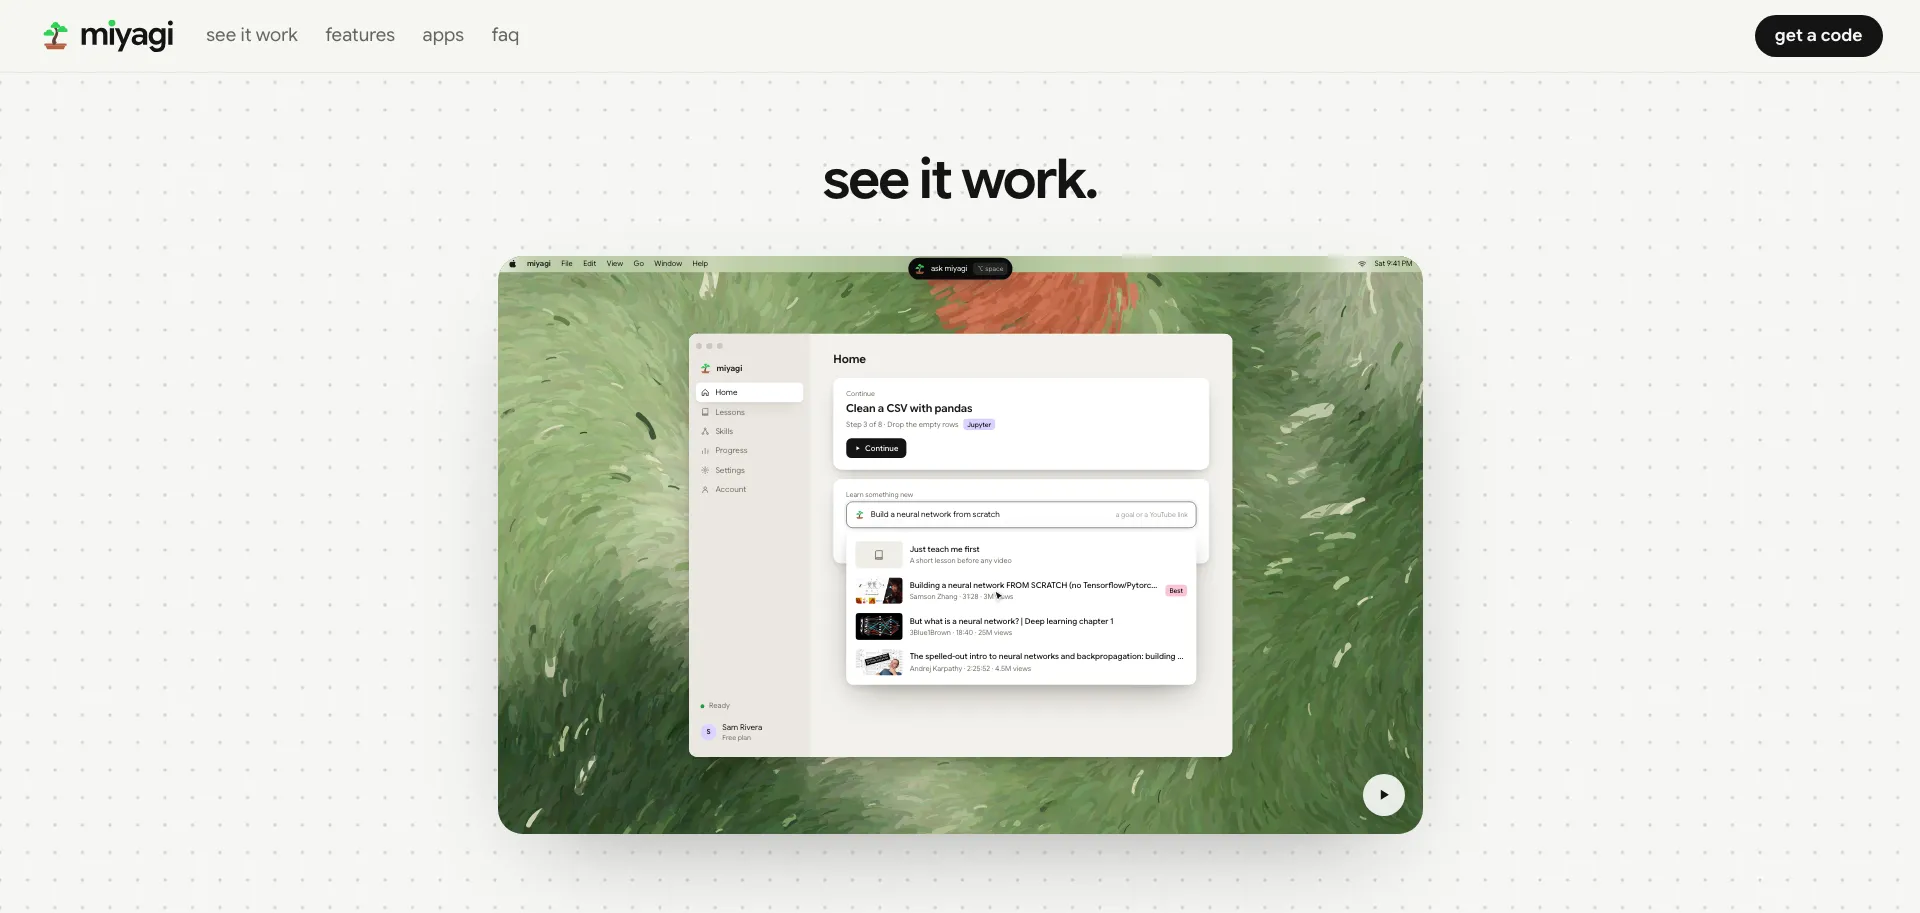 miyagi
see it work
features
apps
faq
get a code
see it work.
miyagi File Edit View Go Window Help
ask miyagi ⌥ space
Sat 9:41 PM
miyagi
Home
Lessons
Skills
Progress
Settings
Account
Ready
S
Sam Rivera
Free plan
Home
Continue
Clean a CSV with pandas
Step 3 of 8 · Drop the empty rows Jupyter
Continue
Learn something new
Build a neural network from scratch
a goal or a YouTube link
Just teach me first
A short lesson before any video
Building a neural network FROM SCRATCH (no Tensorflow/Pytorc...
Samson Zhang · 31:28 · 3M views
Best
But what is a neural network? | Deep learning chapter 1
3Blue1Brown · 18:40 · 25M views
The spelled-out intro to neural networks and backpropagation: building ...
Andrej Karpathy · 2:25:52 · 4.5M views